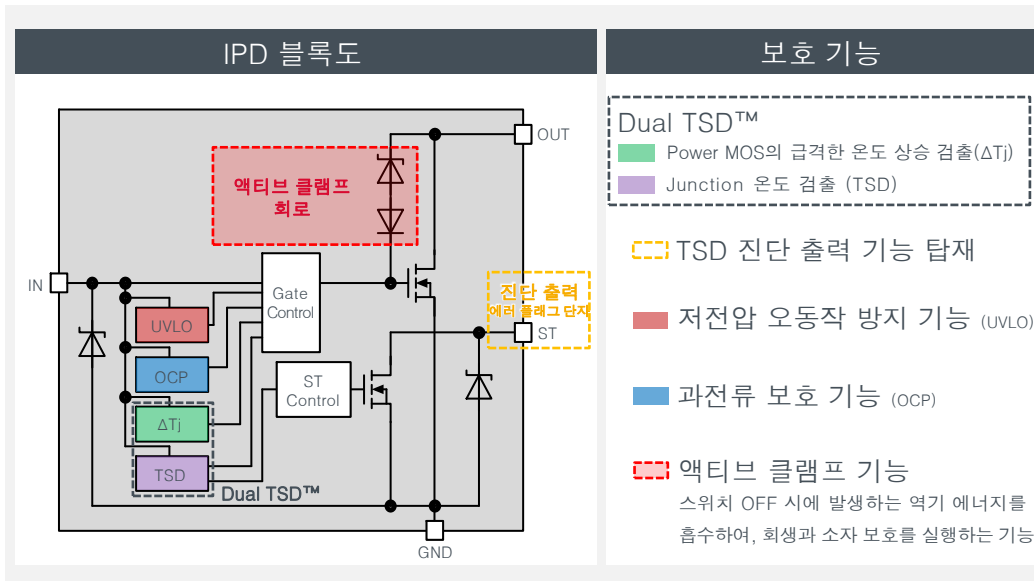 IPD 블록도
OUT
액티브 클램프
회로
IN
Gate
Control
진단 출력
에러 플래그 단자
ST
UVLO
OCP
ST
Control
ΔTj
TSD
Dual TSD™
GND
보호 기능
Dual TSD™
Power MOS의 급격한 온도 상승 검출(ΔTj)
Junction 온도 검출 (TSD)
TSD 진단 출력 기능 탑재
저전압 오동작 방지 기능 (UVLO)
과전류 보호 기능 (OCP)
액티브 클램프 기능
스위치 OFF 시에 발생하는 역기 에너지를
흡수하여, 회생과 소자 보호를 실행하는 기능